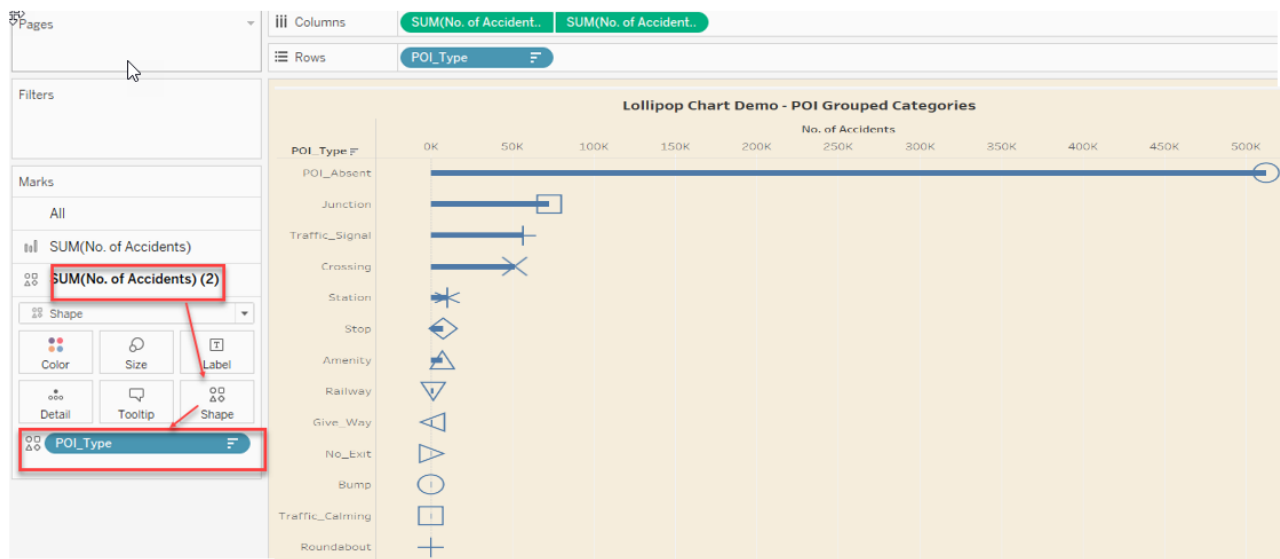 Pages
iii Columns
SUM(No. of Accident..
SUM(No. of Accident..
Rows
POI_Type
Filters
Lollipop Chart Demo - POI Grouped Categories
No. of Accidents
POI_Type
0K
50K
100K
150K
200K
250K
300K
350K
400K
450K
500K
POI_Absent
Marks
Junction
All
Traffic_Signal
SUM(No. of Accidents)
Crossing
SUM(No. of Accidents) (2)
Station
Shape
Stop
Color
Size
Label
Amenity
Railway
Detail
Tooltip
Shape
Give_Way
POI_Type
No_Exit
Bump
Traffic_Calming
Roundabout